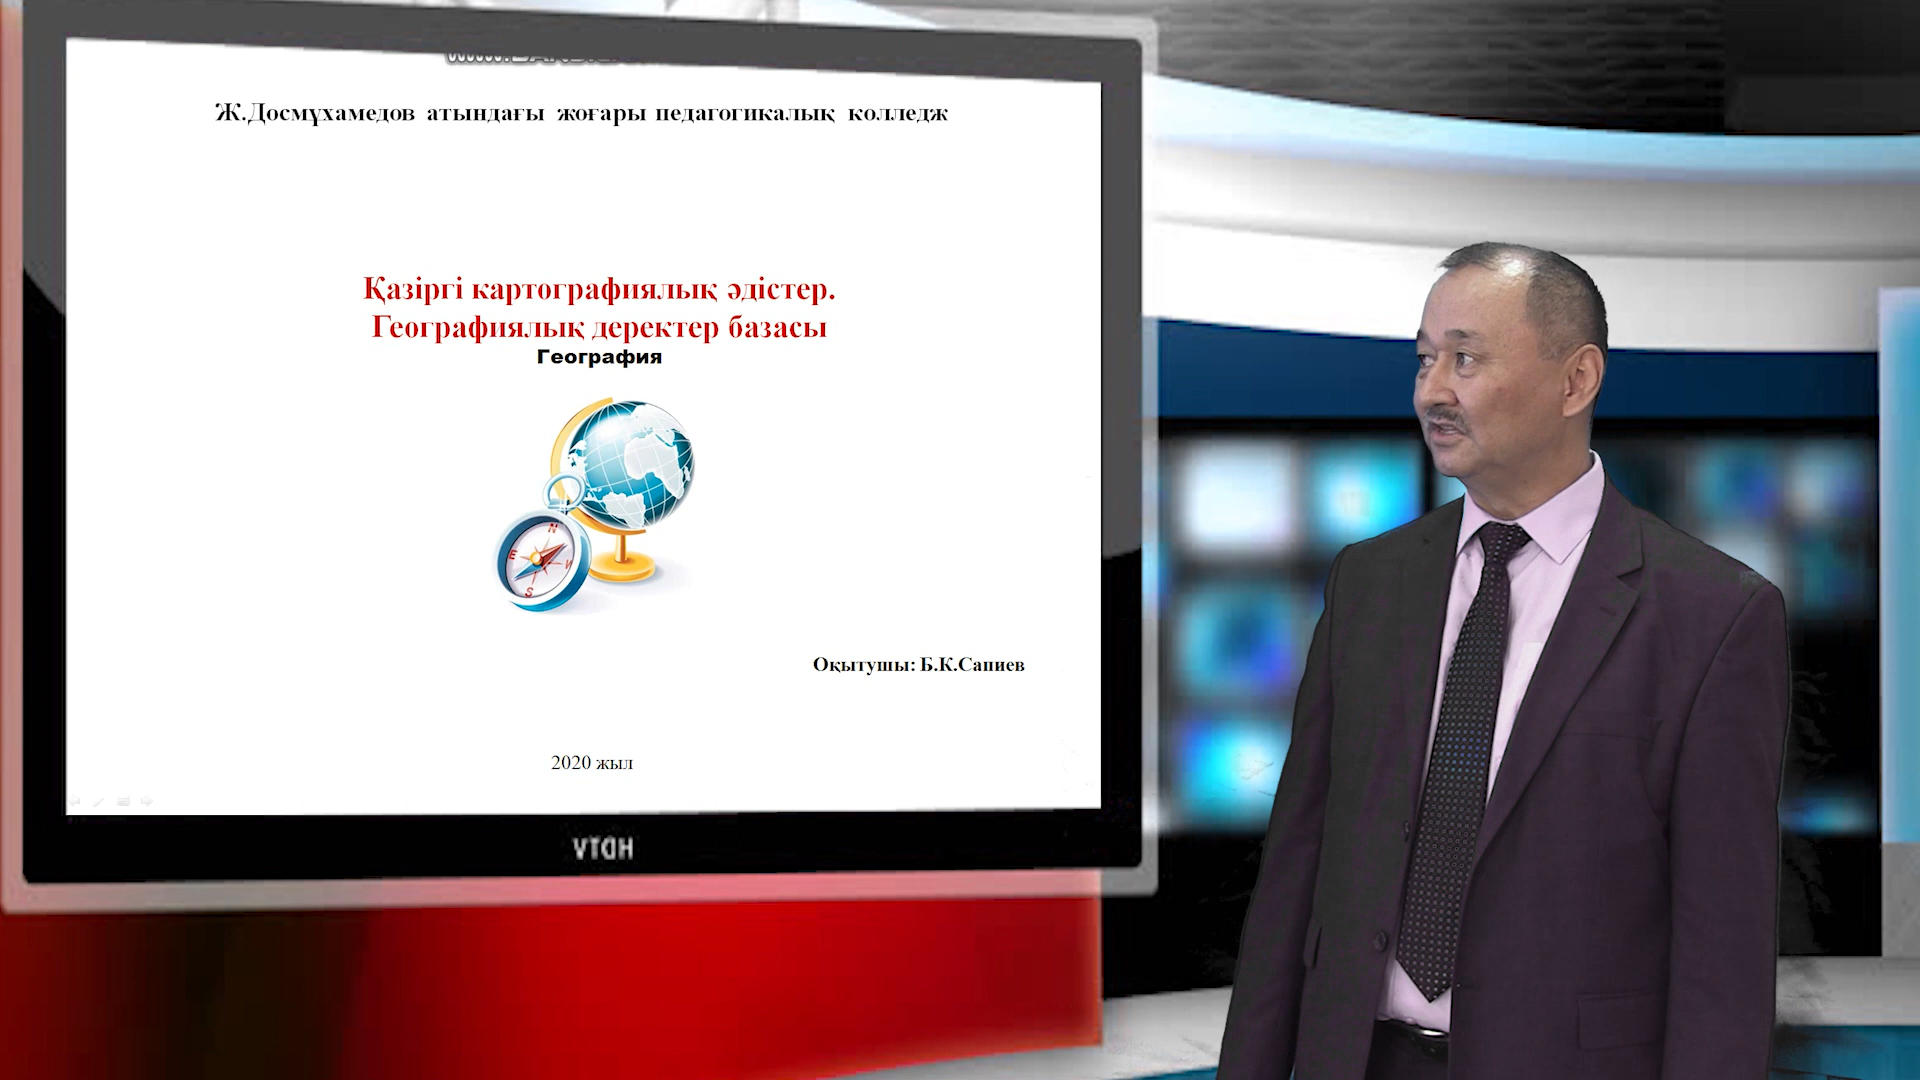 Ж.Досмұхамедов атындағы жоғары педагогикалық колледж
Қазіргі картографиялық әдістер.
Географиялық деректер базасы
География
N
E
S
Оқытушы: Б.К.Сапиев
2020 жыл
HDTV